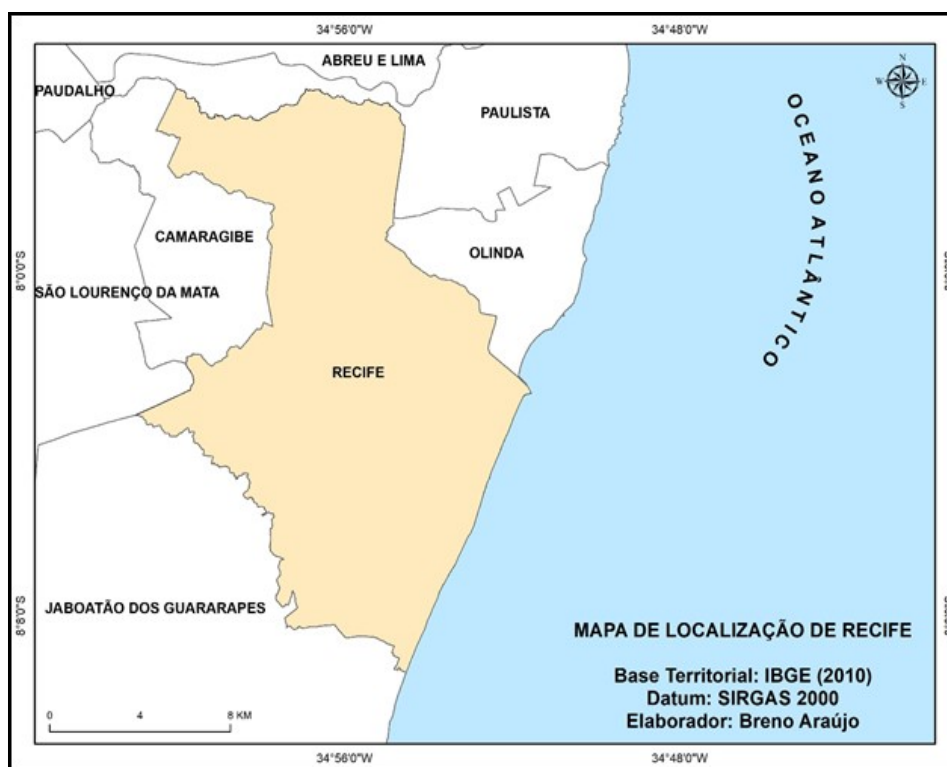 34°56'0"W
34°48'0"W
ABREU E LIMA
PAUDALHO
PAULISTA
N
W
E
S
OCEANO ATLÂNTICO
CAMARAGIBE
OLINDA
8°0'0"S
SÃO LOURENÇO DA MATA
RECIFE
8°8'0"S
JABOATÃO DOS GUARARAPES
MAPA DE LOCALIZAÇÃO DE RECIFE
Base Territorial: IBGE (2010)
Datum: SIRGAS 2000
Elaborador: Breno Araújo
0 4 8 KM
34°56'0"W
34°48'0"W